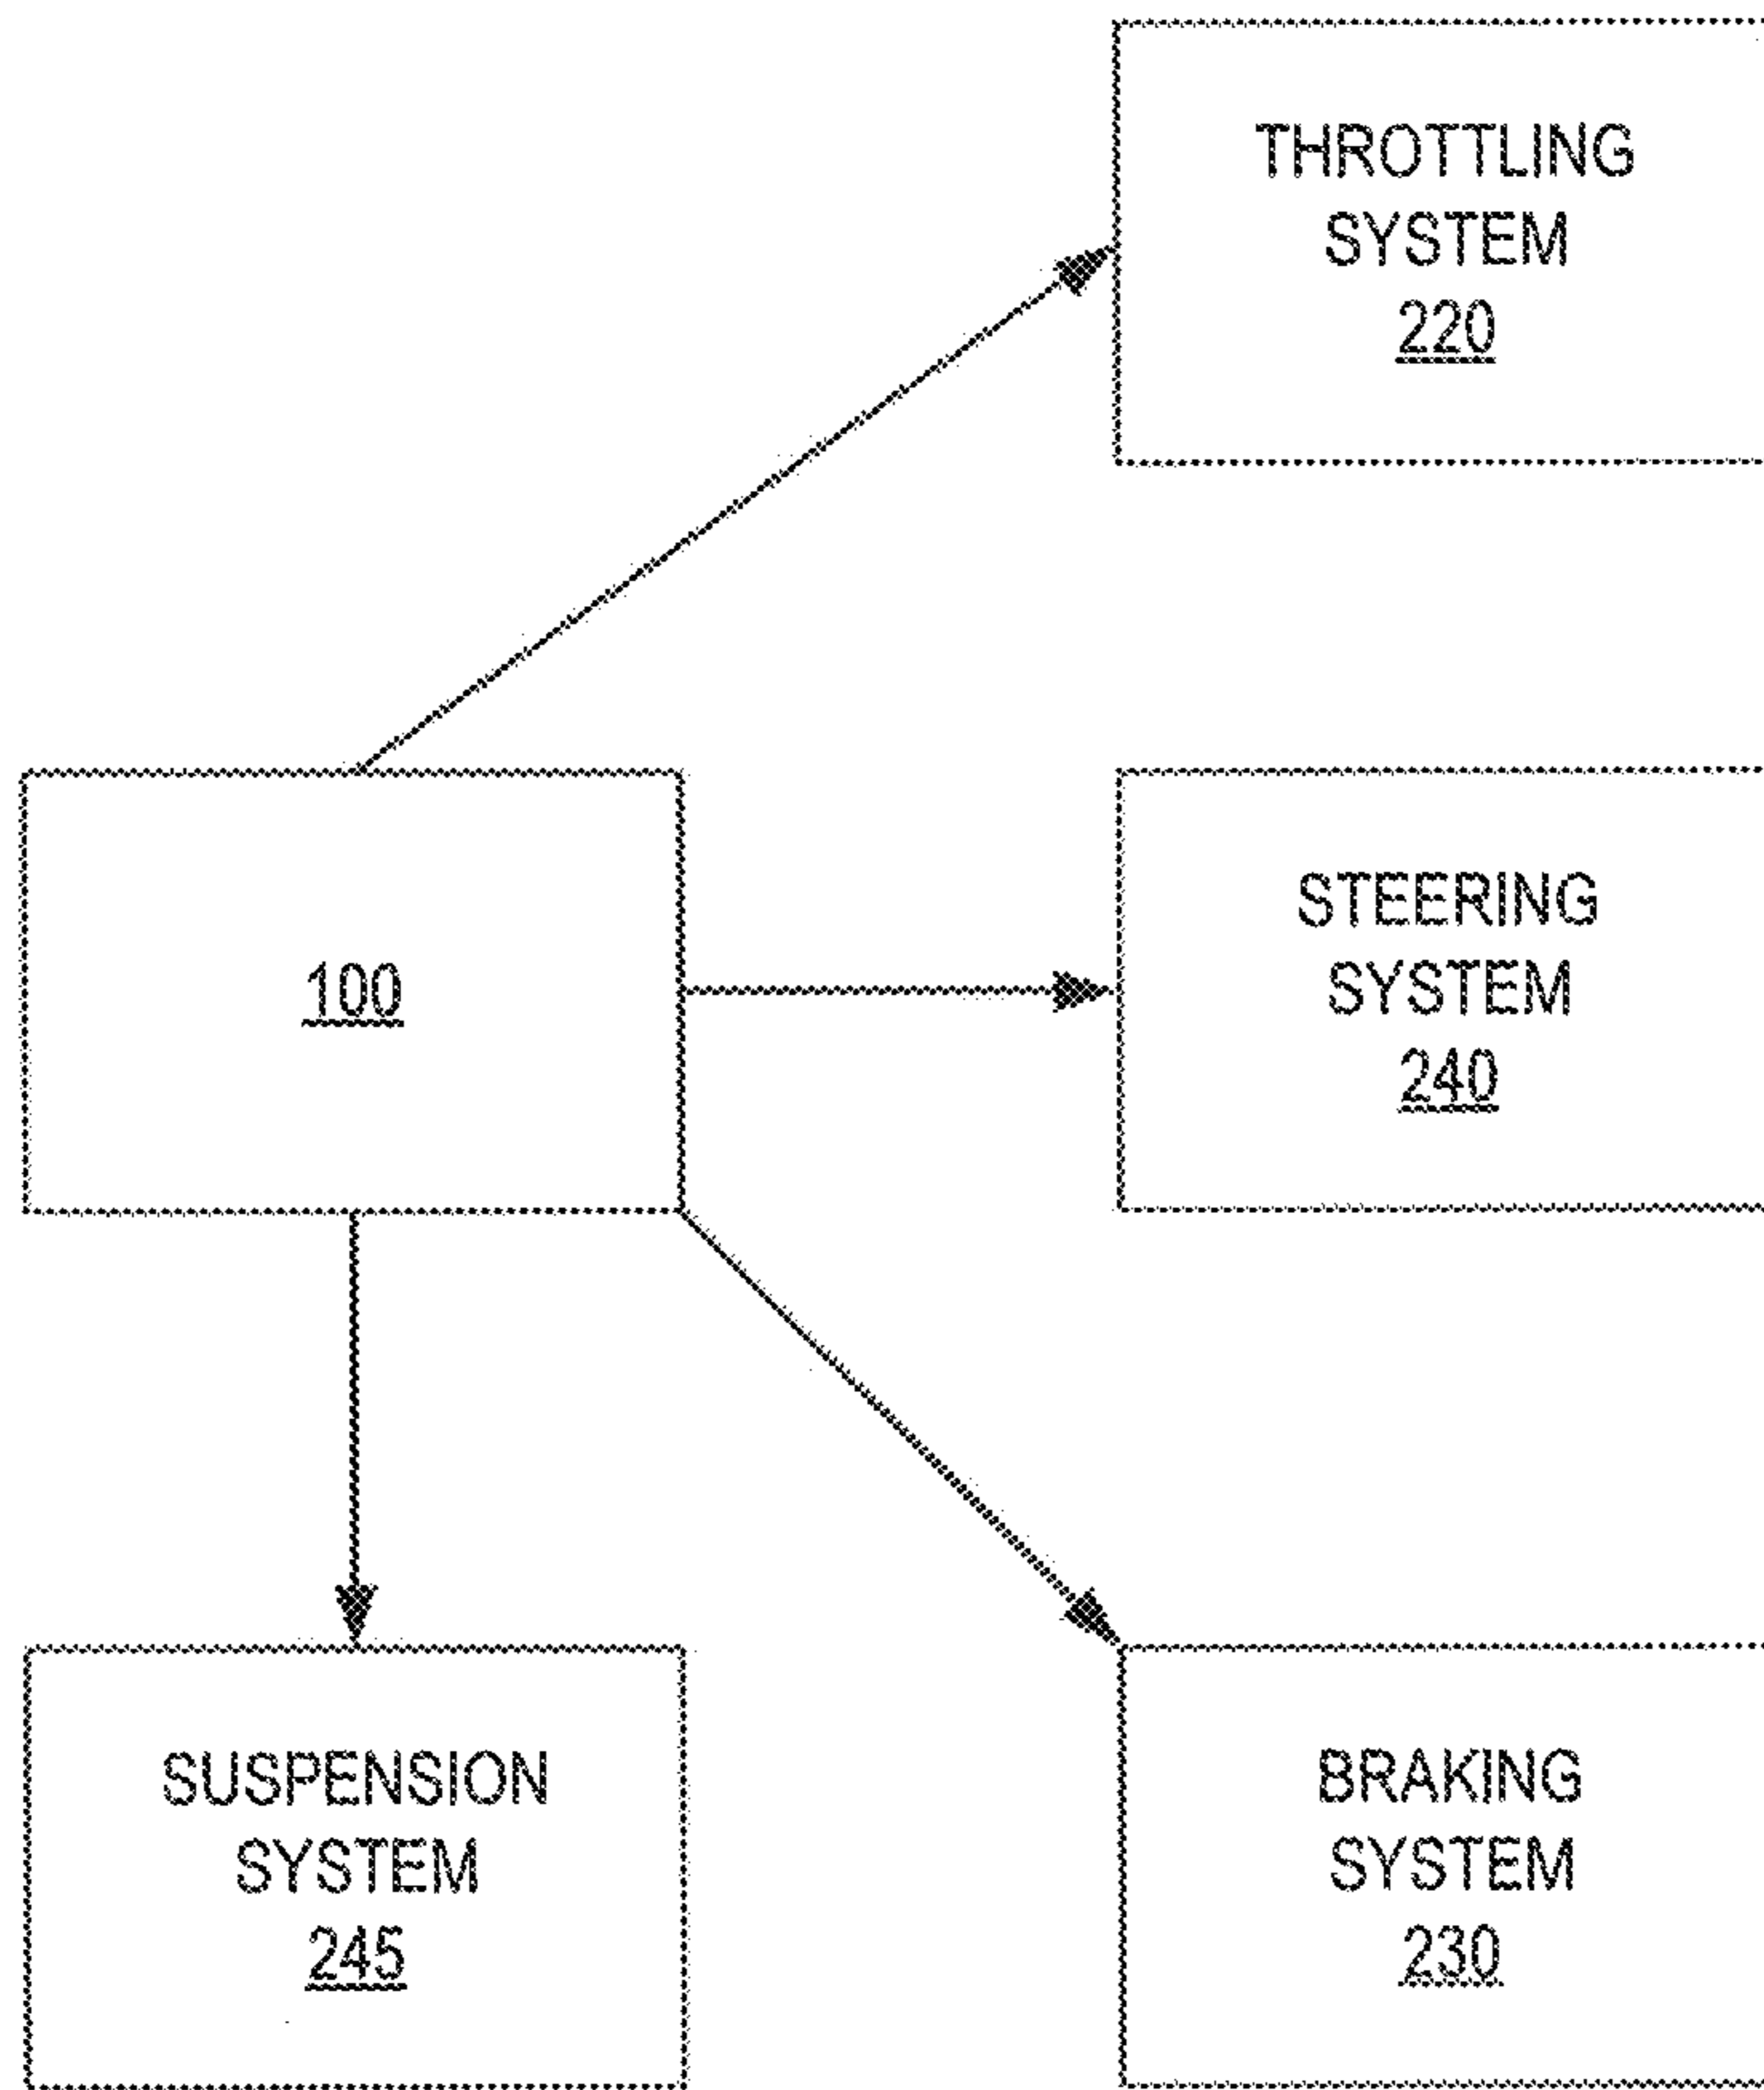 THROTTLING
SYSTEM
220
100
STEERING
SYSTEM
240
SUSPENSION
SYSTEM
245
BRAKING
SYSTEM
230